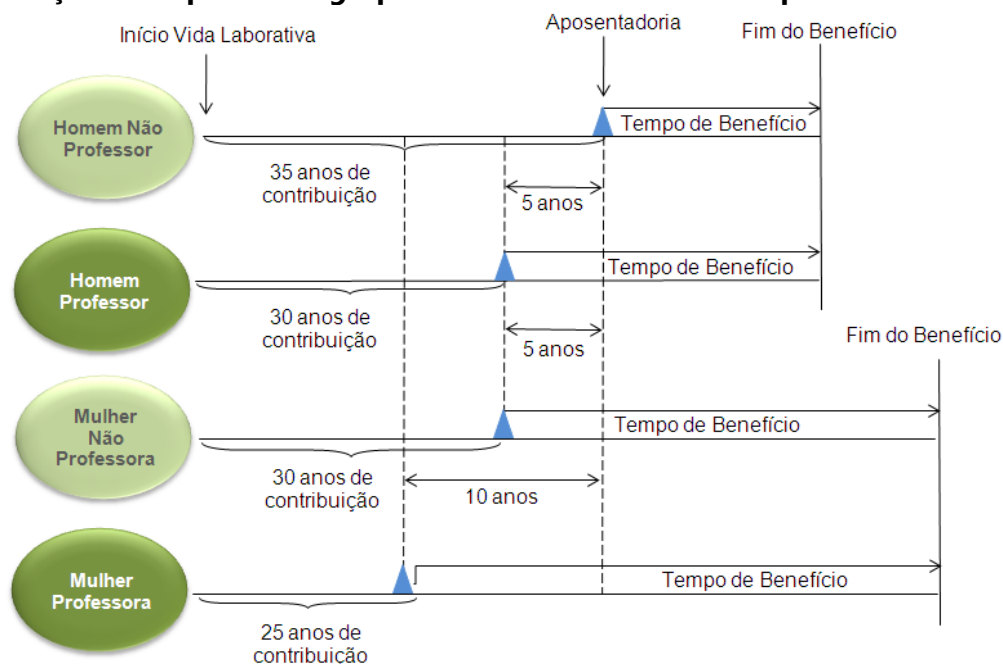 Início Vida Laborativa
Aposentadoria
Fim do Benefício
Homem Não
Professor
Tempo de Benefício
35 anos de
contribuição
5 anos
Homem
Professor
Tempo de Benefício
30 anos de
contribuição
5 anos
Fim do Benefício
Mulher
Não
Professora
Tempo de Benefício
30 anos de
contribuição
10 anos
Mulher
Professora
Tempo de Benefício
25 anos de
contribuição